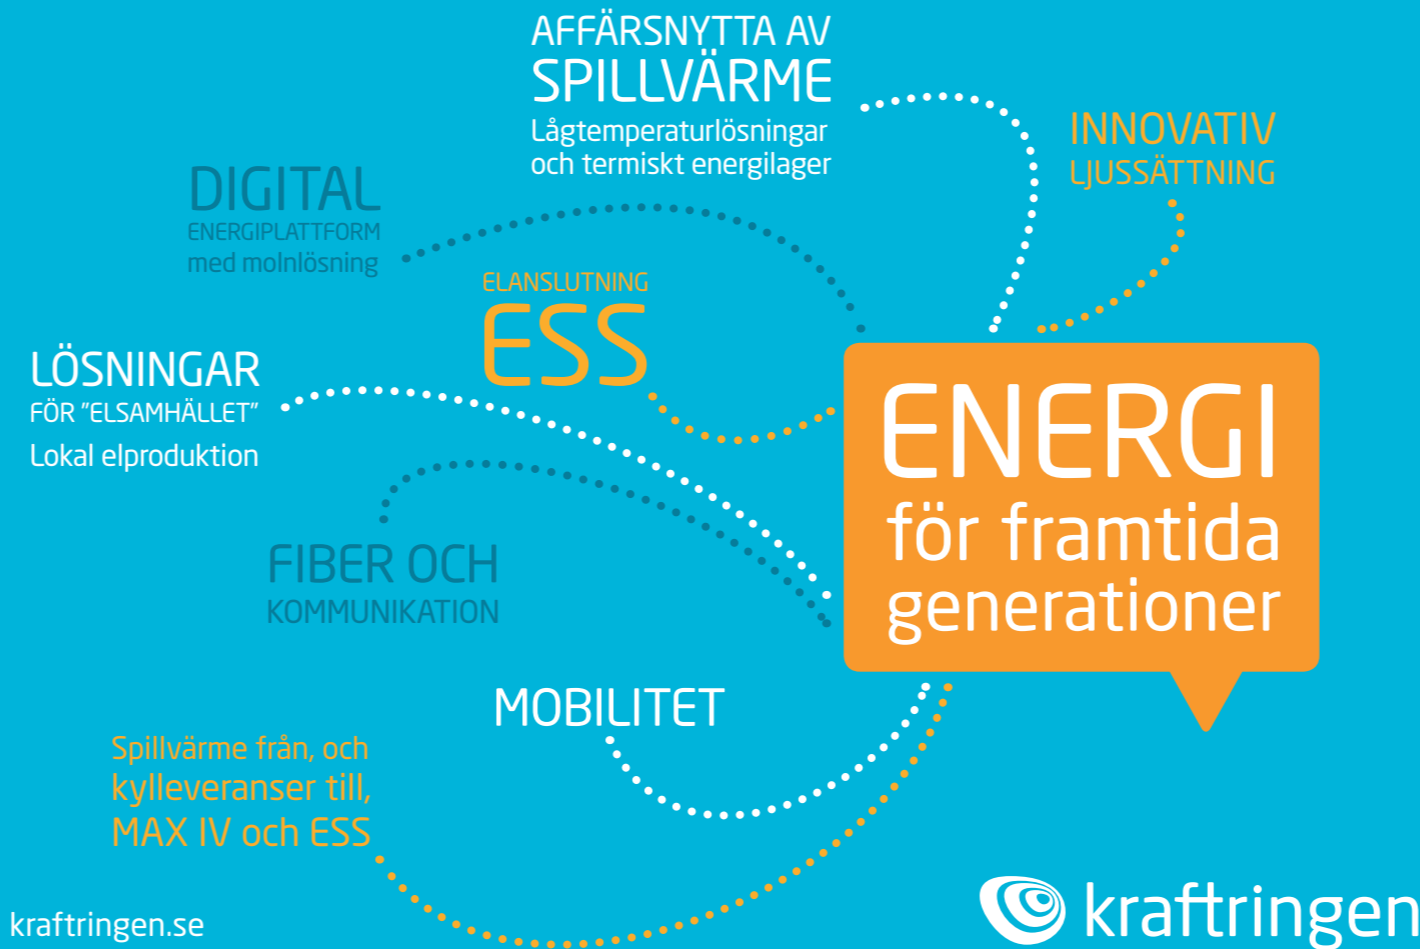 AFFÄRSNYTTA AV
SPILLVÄRME
Lågtemperaturlösningar
och termiskt energilager
INNOVATIV
LJUSSÄTTNING
DIGITAL
ENERGIPLATTFORM
med molnlösning
ELANSLUTNING
ESS
LÖSNINGAR
FÖR ”ELSAMHÄLLET”
Lokal elproduktion
ENERGI
för framtida
generationer
FIBER OCH
KOMMUNIKATION
MOBILITET
Spillvärme från, och
kylleveranser till,
MAX IV och ESS
kraftringen.se
kraftringen